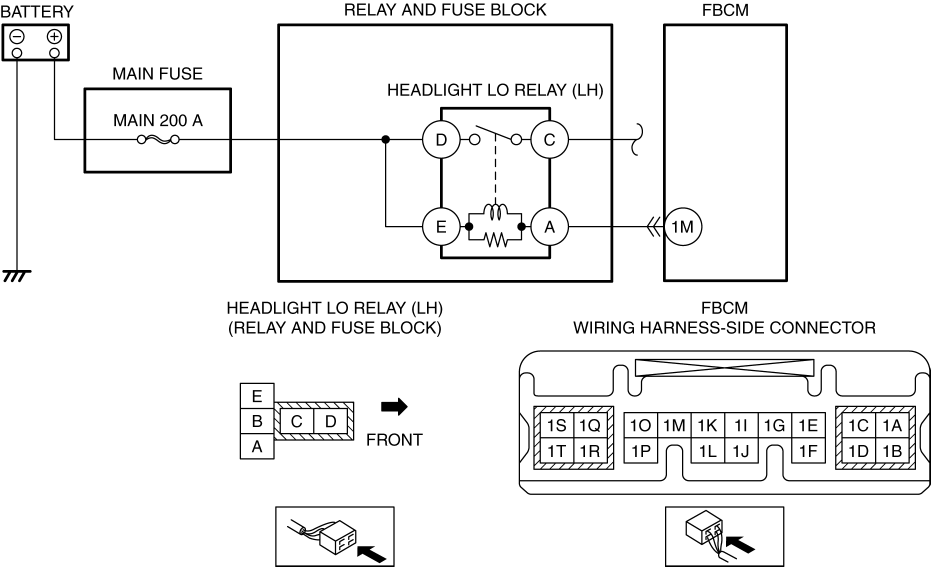 BATTERY
RELAY AND FUSE BLOCK
FBCM
− +
MAIN FUSE
MAIN 200 A
HEADLIGHT LO RELAY (LH)
D C
E A
1M
HEADLIGHT LO RELAY (LH)
(RELAY AND FUSE BLOCK)
FBCM
WIRING HARNESS-SIDE CONNECTOR
E
B C D
A
FRONT
1S 1Q 1O 1M 1K 1I 1G 1E 1C 1A
1T 1R 1P 1L 1J 1F 1D 1B